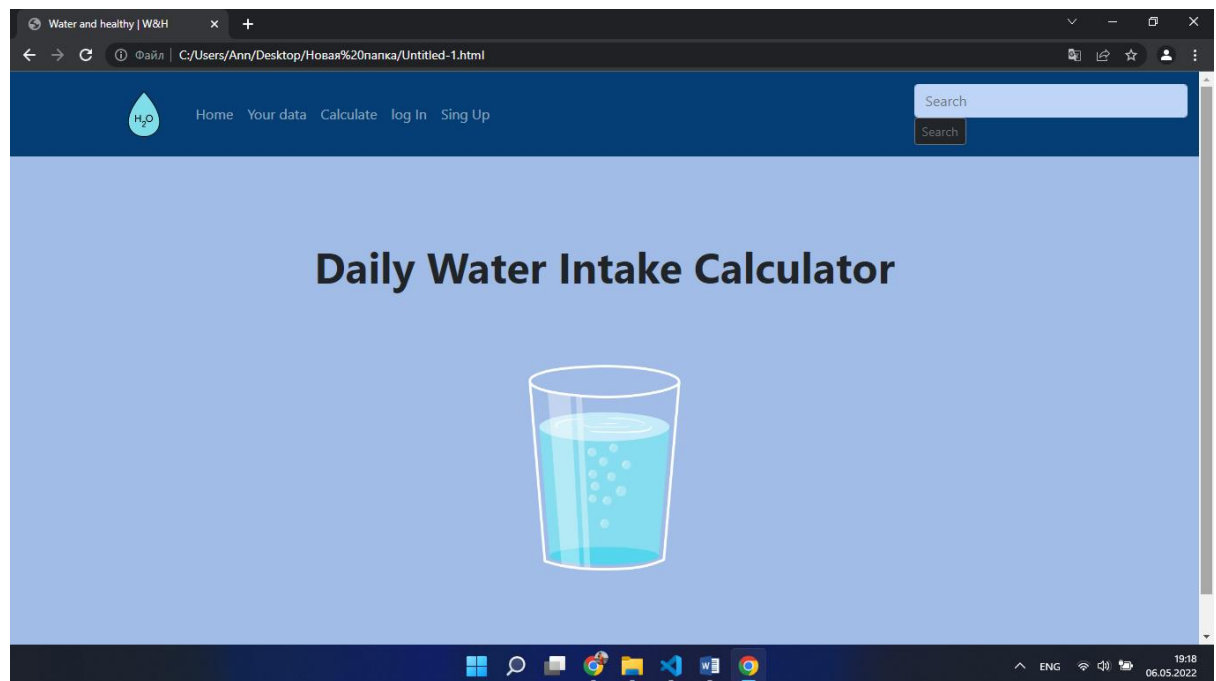 Water and healthy | W&H
Файл | C:/Users/Ann/Desktop/Новая%20папка/Untitled-1.html
H₂O
Home Your data Calculate log In Sing Up
Search
Search
Daily Water Intake Calculator
ENG
19:18
06.05.2022